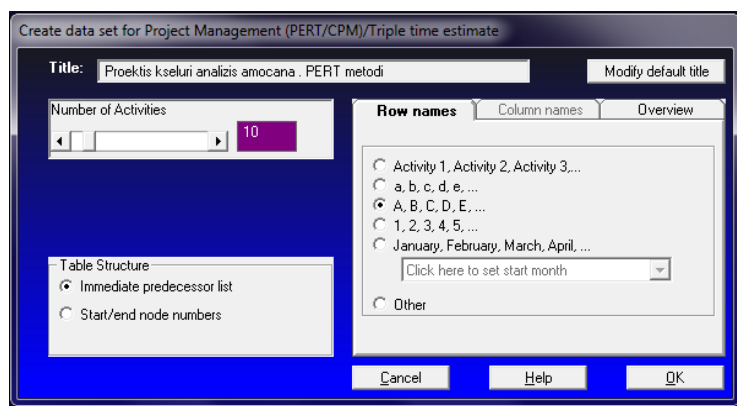 Create data set for Project Management (PERT/CPM)/Triple time estimate
Title: Proektis kseluri analizis amocana . PERT metodi
Modify default title
Number of Activities
10
Row names
Column names
Overview
Activity 1, Activity 2, Activity 3,...
a, b, c, d, e, ...
A, B, C, D, E, ...
1, 2, 3, 4, 5, ...
January, February, March, April, ...
Click here to set start month
Other
Table Structure
Immediate predecessor list
Start/end node numbers
Cancel
Help
OK